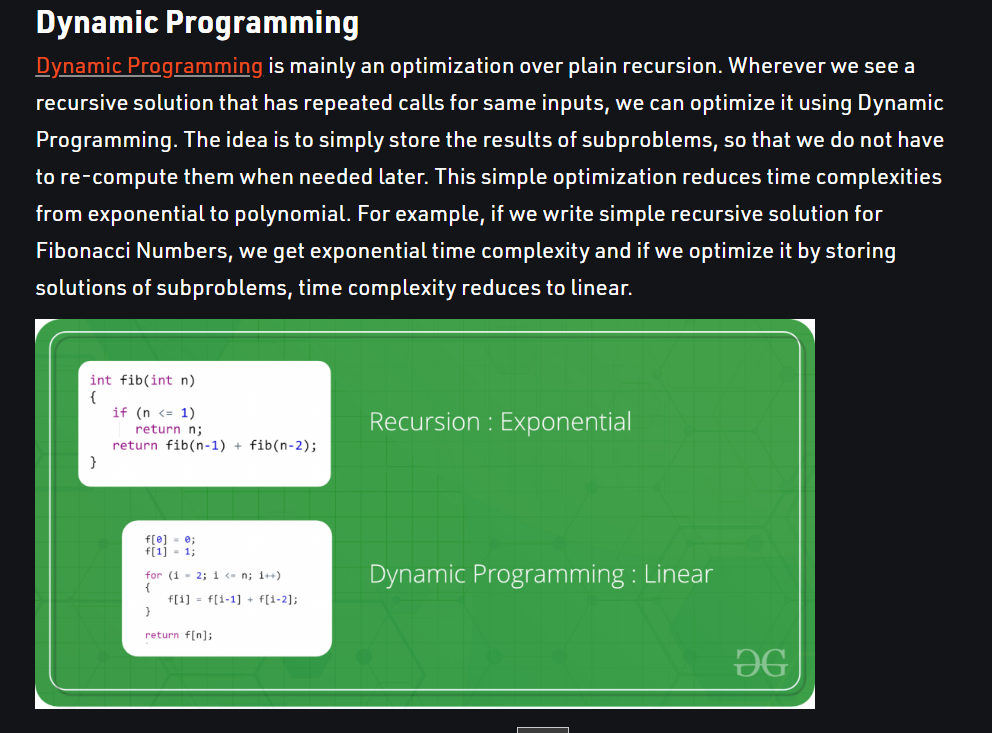 Dynamic Programming
Dynamic Programming is mainly an optimization over plain recursion. Wherever we see a
recursive solution that has repeated calls for same inputs, we can optimize it using Dynamic
Programming. The idea is to simply store the results of subproblems, so that we do not have
to re-compute them when needed later. This simple optimization reduces time complexities
from exponential to polynomial. For example, if we write simple recursive solution for
Fibonacci Numbers, we get exponential time complexity and if we optimize it by storing
solutions of subproblems, time complexity reduces to linear.
int fib(int n)
{
if (n <= 1)
return n;
return fib(n-1) + fib(n-2);
}
Recursion : Exponential
f[0] = 0;
f[1] = 1;
for (i = 2; i <= n; i++)
{
f[i] = f[i-1] + f[i-2];
}
return f[n];
Dynamic Programming : Linear